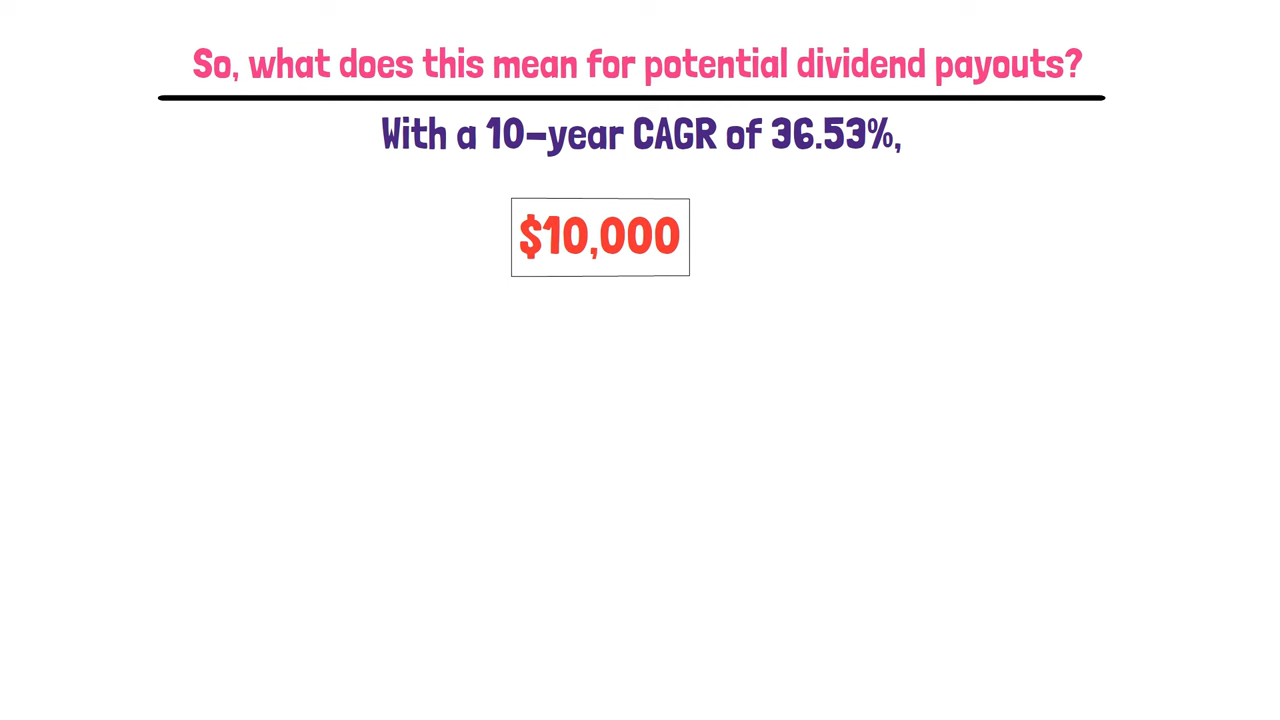 So, what does this mean for potential dividend payouts?
With a 10-year CAGR of 36.53%,
$10,000